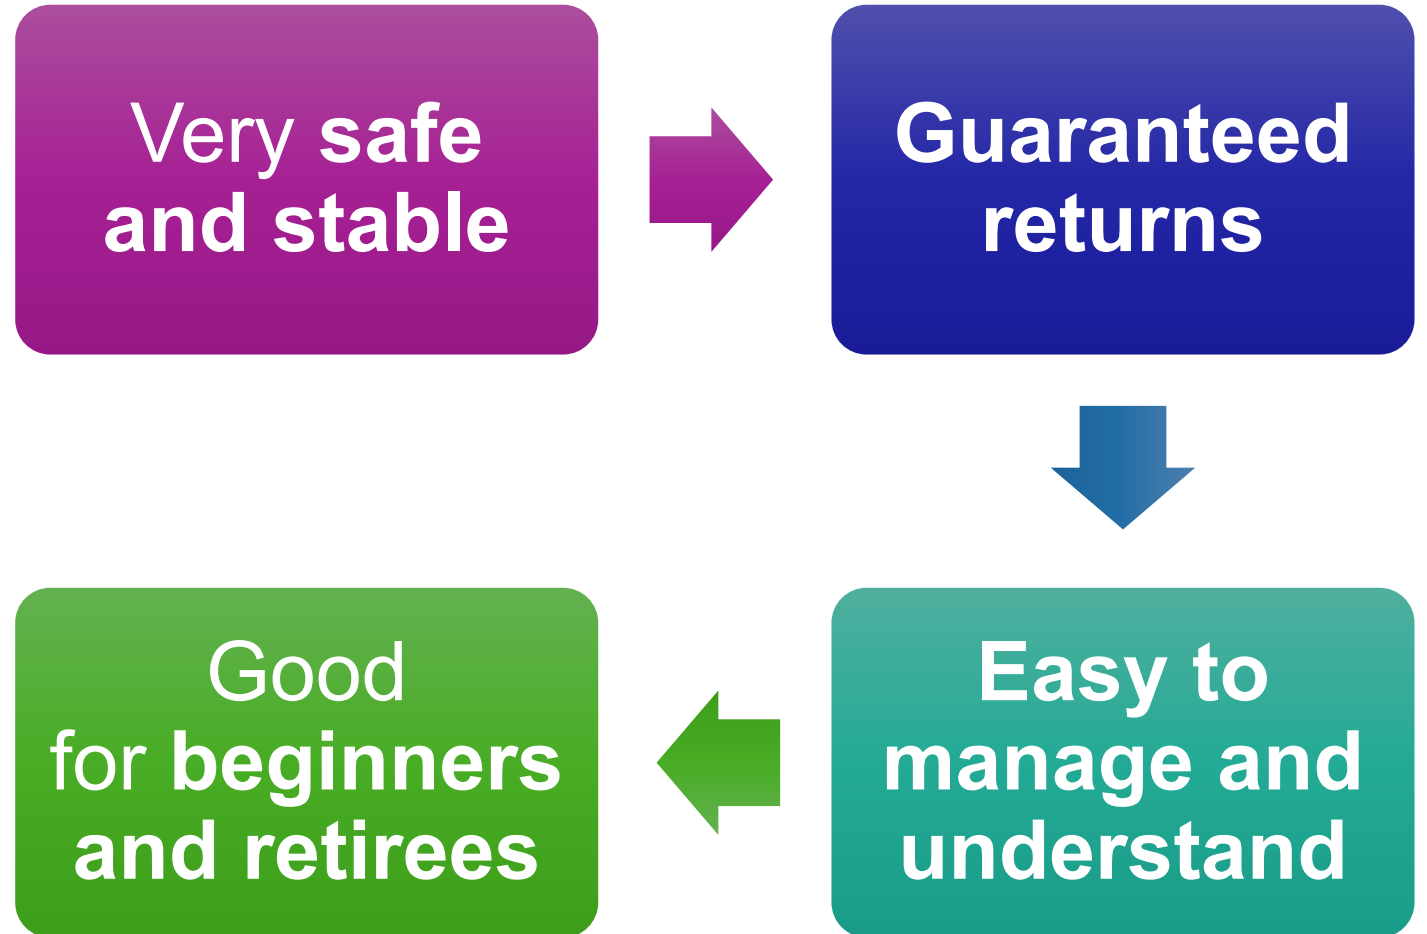 Very safe
and stable
Guaranteed
returns
Easy to
manage and
understand
Good
for beginners
and retirees